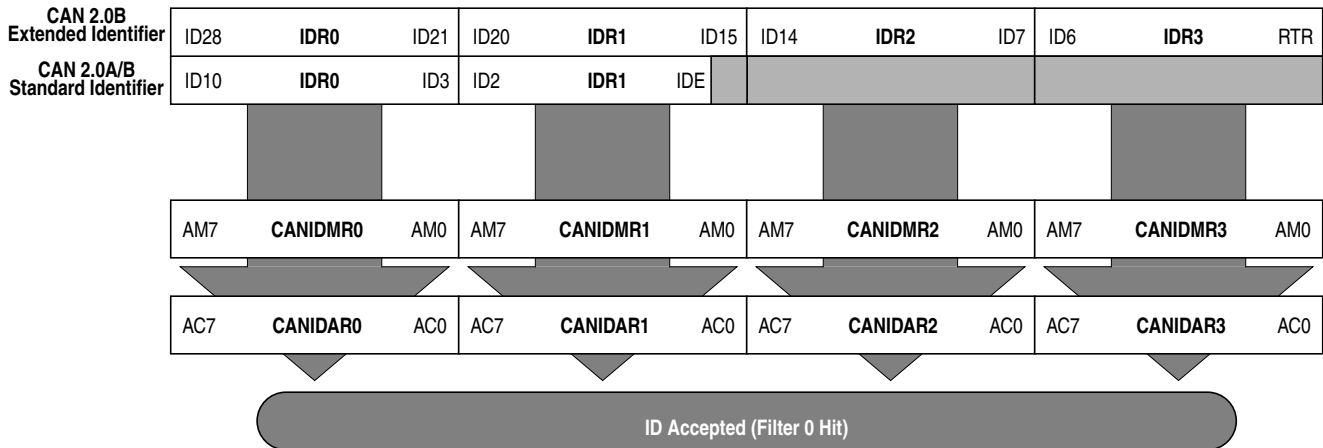 CAN 2.0B
Extended Identifier ID28 IDR0 ID21 ID20 IDR1 ID15 ID14 IDR2 ID7 ID6 IDR3 RTR
CAN 2.0A/B
Standard Identifier ID10 IDR0 ID3 ID2 IDR1 IDE
AM7 CANIDMR0 AM0 AM7 CANIDMR1 AM0 AM7 CANIDMR2 AM0 AM7 CANIDMR3 AM0
AC7 CANIDAR0 AC0 AC7 CANIDAR1 AC0 AC7 CANIDAR2 AC0 AC7 CANIDAR3 AC0
ID Accepted (Filter 0 Hit)